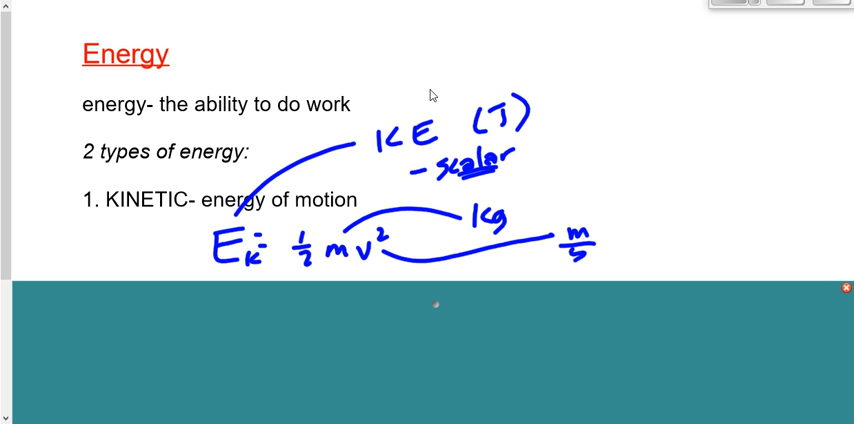 Energy
energy- the ability to do work
KE (J)
2 types of energy:
- scalar
1. KINETIC- energy of motion
kg
Ek = 1/2 mv²
m/s